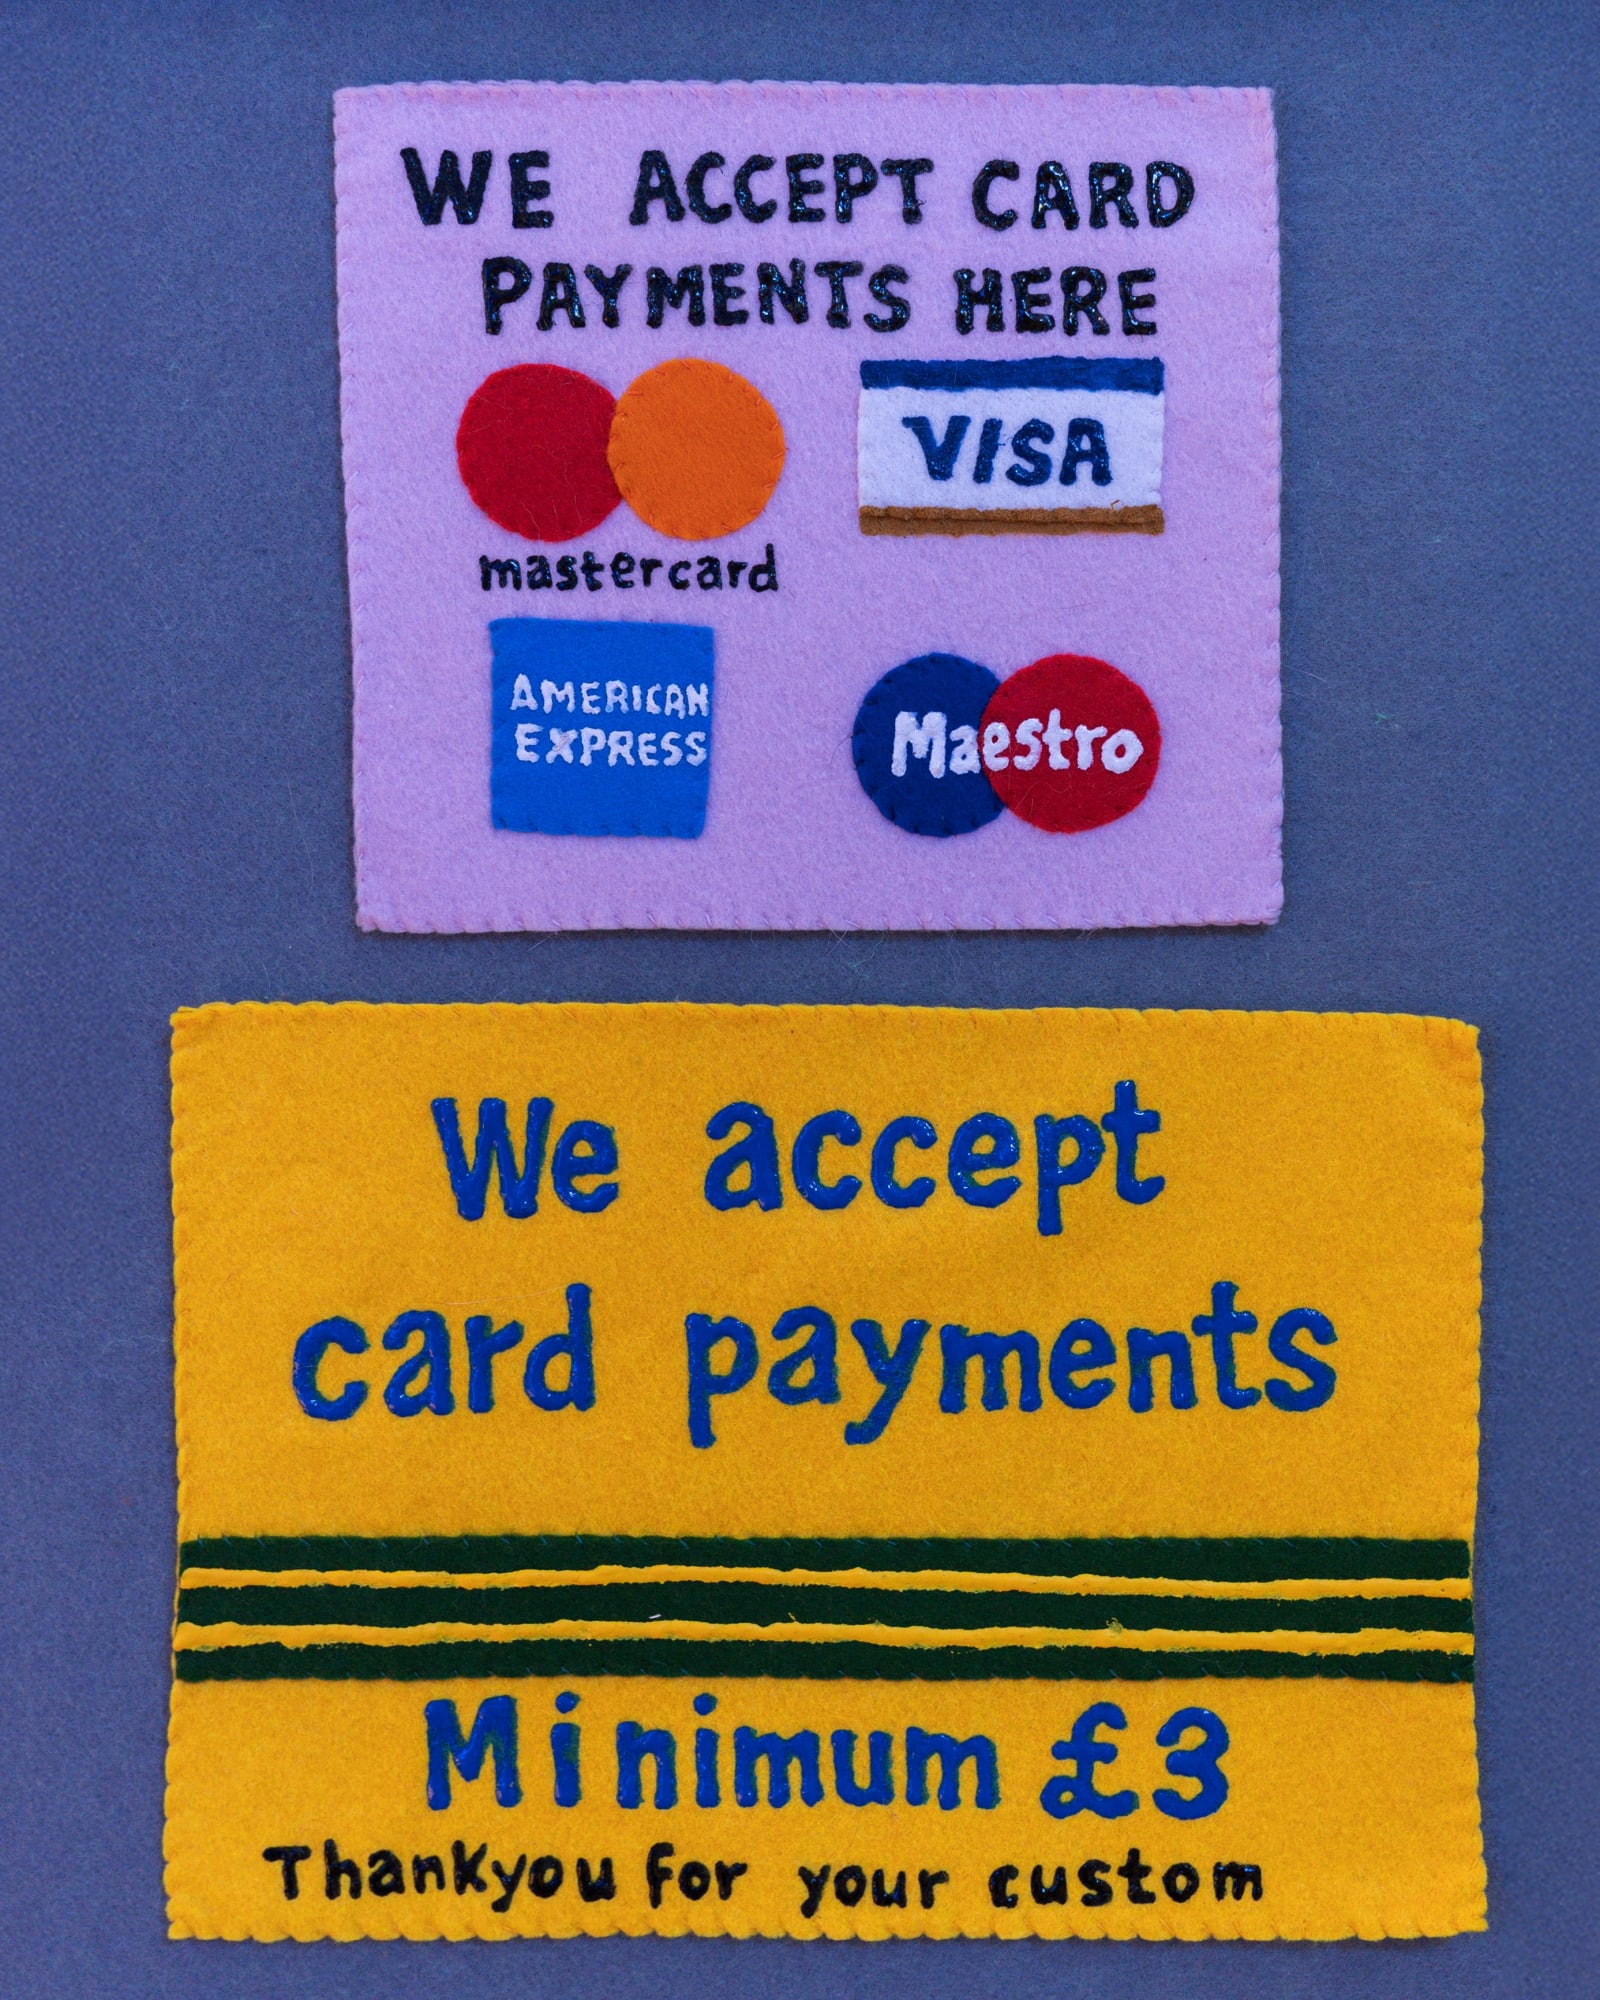 WE ACCEPT CARD
PAYMENTS HERE
VISA
mastercard
AMERICAN
EXPRESS
Maestro
We accept
card payments
Minimum £3
Thankyou for your custom